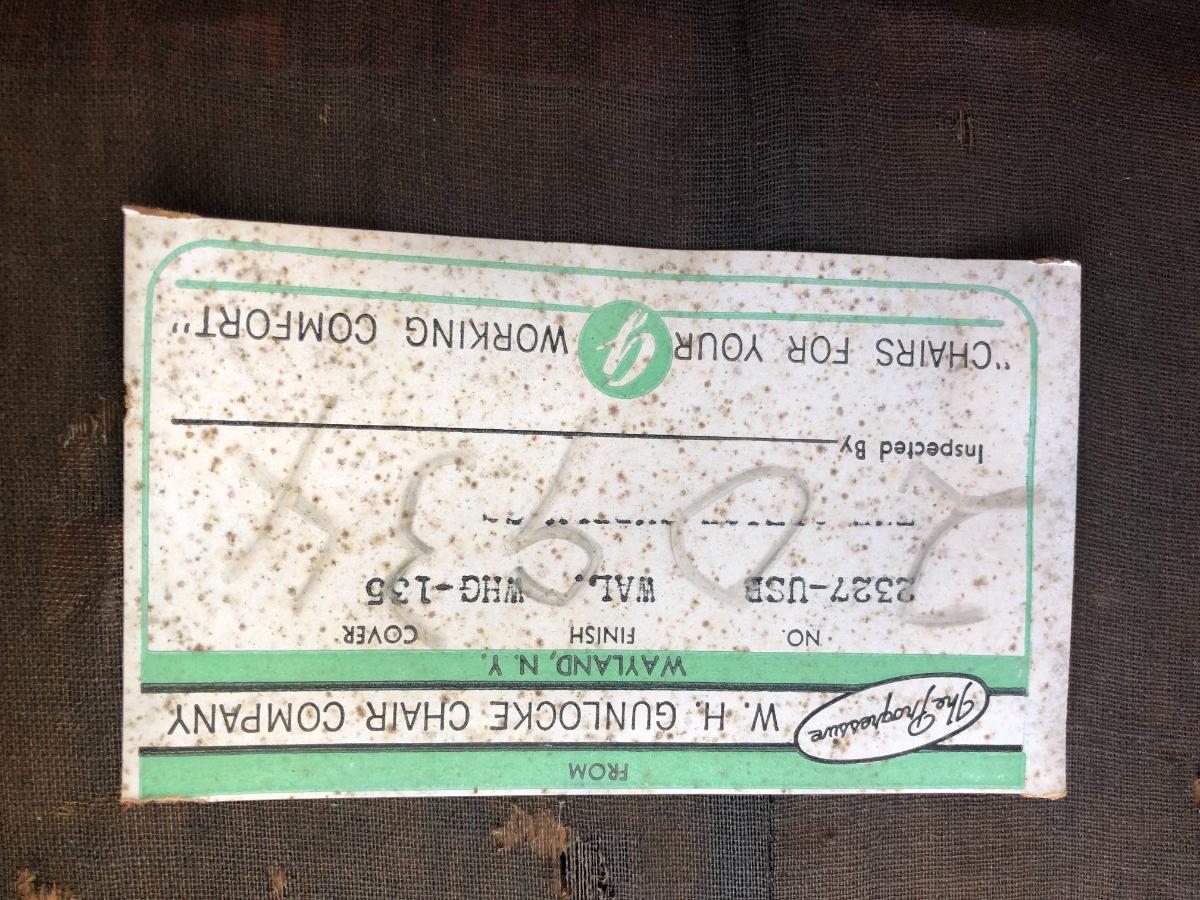 FROM
The Progressive W. H. GUNLOCKE CHAIR COMPANY
WAYLAND, N. Y.
NO. FINISH COVER
2327-USB WAL. WHG-135
Inspected By
"CHAIRS FOR YOUR g WORKING COMFORT"